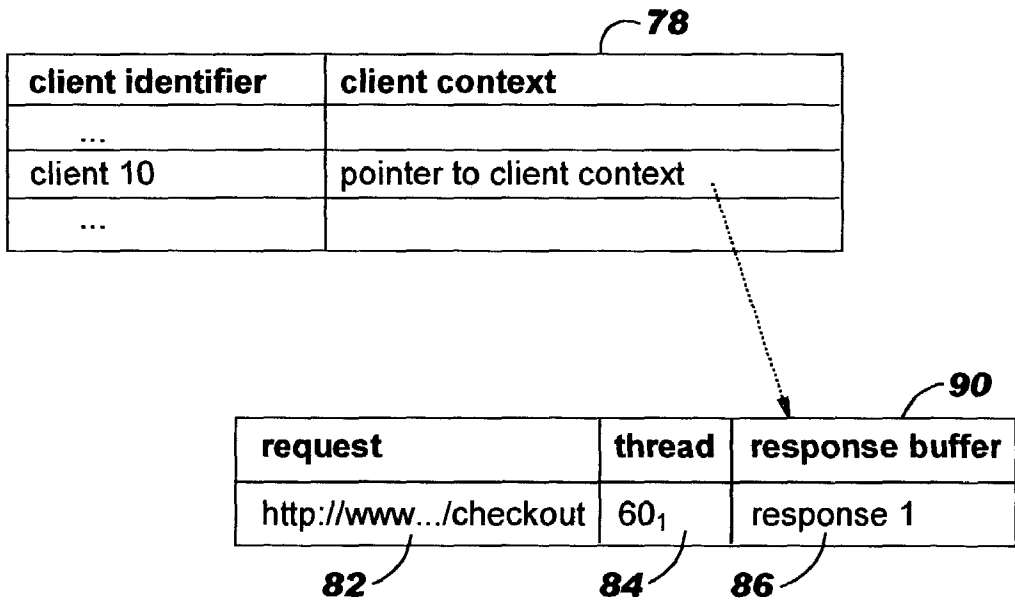 78
client identifier client context
...
client 10 pointer to client context
...
90
request thread response buffer
http://www.../checkout 60₁ response 1
82 84 86